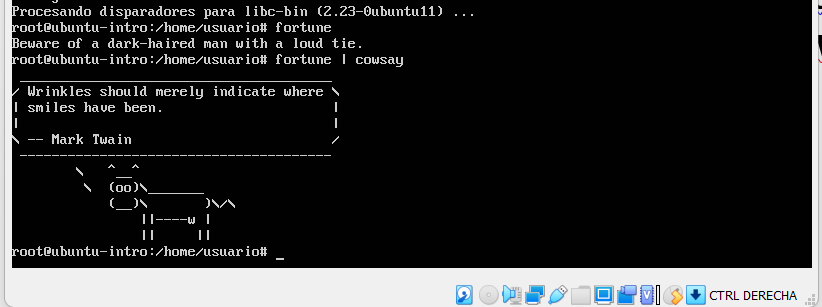 Procesando disparadores para libc-bin (2.23-0ubuntu11) ...
root@ubuntu-intro:/home/usuario# fortune
Beware of a dark-haired man with a loud tie.
root@ubuntu-intro:/home/usuario# fortune | cowsay
 ________________________________________
/ Wrinkles should merely indicate where \
| smiles have been.                     |
|                                       |
\ -- Mark Twain                         /
 ----------------------------------------
        \   ^__^
         \  (oo)\_______
            (__)\       )\/\
                ||----w |
                ||     ||
root@ubuntu-intro:/home/usuario# _
CTRL DERECHA